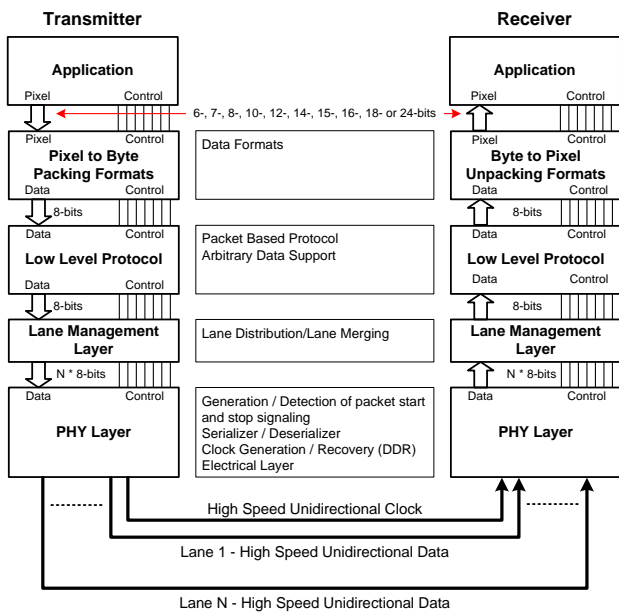 Transmitter
Receiver
Application
Application
Pixel
Control
6-, 7-, 8-, 10-, 12-, 14-, 15-, 16-, 18- or 24-bits
Pixel
Control
Pixel
Control
Pixel to Byte
Packing Formats
Data
Control
Data Formats
Pixel
Control
Byte to Pixel
Unpacking Formats
Data
Control
8-bits
8-bits
Data
Control
Low Level Protocol
Packet Based Protocol
Arbitrary Data Support
Data
Control
Low Level Protocol
Data
Control
8-bits
8-bits
Lane Management
Layer
Lane Distribution/Lane Merging
Lane Management
Layer
N * 8-bits
N * 8-bits
Data
Control
PHY Layer
Generation / Detection of packet start
and stop signaling
Serializer / Deserializer
Clock Generation / Recovery (DDR)
Electrical Layer
Data
Control
PHY Layer
High Speed Unidirectional Clock
Lane 1 - High Speed Unidirectional Data
Lane N - High Speed Unidirectional Data